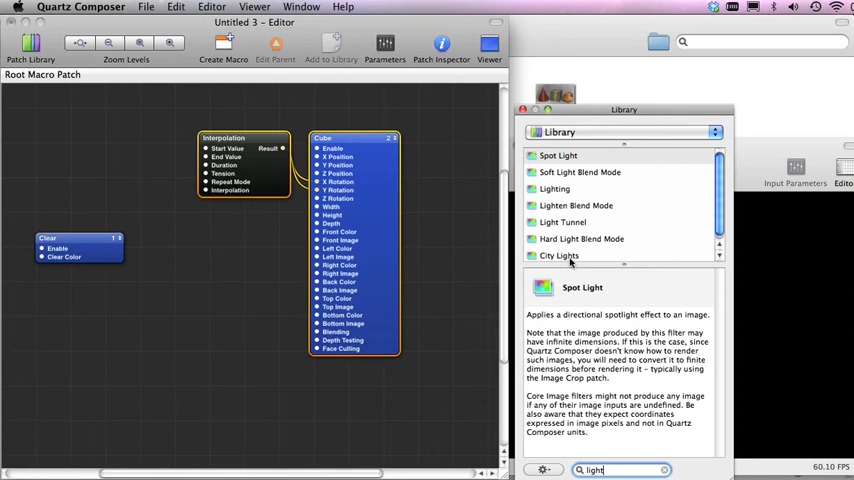 Quartz Composer File Edit Editor View Window Help
Untitled 3 - Editor
Patch Library
Zoom Levels
Create Macro
Edit Parent
Add to Library
Parameters
Patch Inspector
Viewer
Root Macro Patch
Interpolation
Start Value Result
End Value
Duration
Tension
Repeat Mode
Interpolation
Cube 2
Enable
X Position
Y Position
Z Position
X Rotation
Y Rotation
Z Rotation
Width
Height
Depth
Front Color
Front Image
Left Color
Left Image
Right Color
Right Image
Back Color
Back Image
Top Color
Top Image
Bottom Color
Bottom Image
Blending
Depth Testing
Face Culling
Clear 1
Enable
Clear Color
Library
Library
Spot Light
Soft Light Blend Mode
Lighting
Lighten Blend Mode
Light Tunnel
Hard Light Blend Mode
City Lights
Spot Light
Applies a directional spotlight effect to an image.
Note that the image produced by this filter may
have infinite dimensions. If this is the case, since
Quartz Composer doesn't know how to render
such images, you will need to convert it to finite
dimensions before rendering it – typically using
the Image Crop patch.
Core Image filters might not produce any image
if any of their image inputs are undefined. Be
also aware that they expect coordinates
expressed in image pixels and not in Quartz
Composer units.
light
Input Parameters
Editor
60.10 FPS